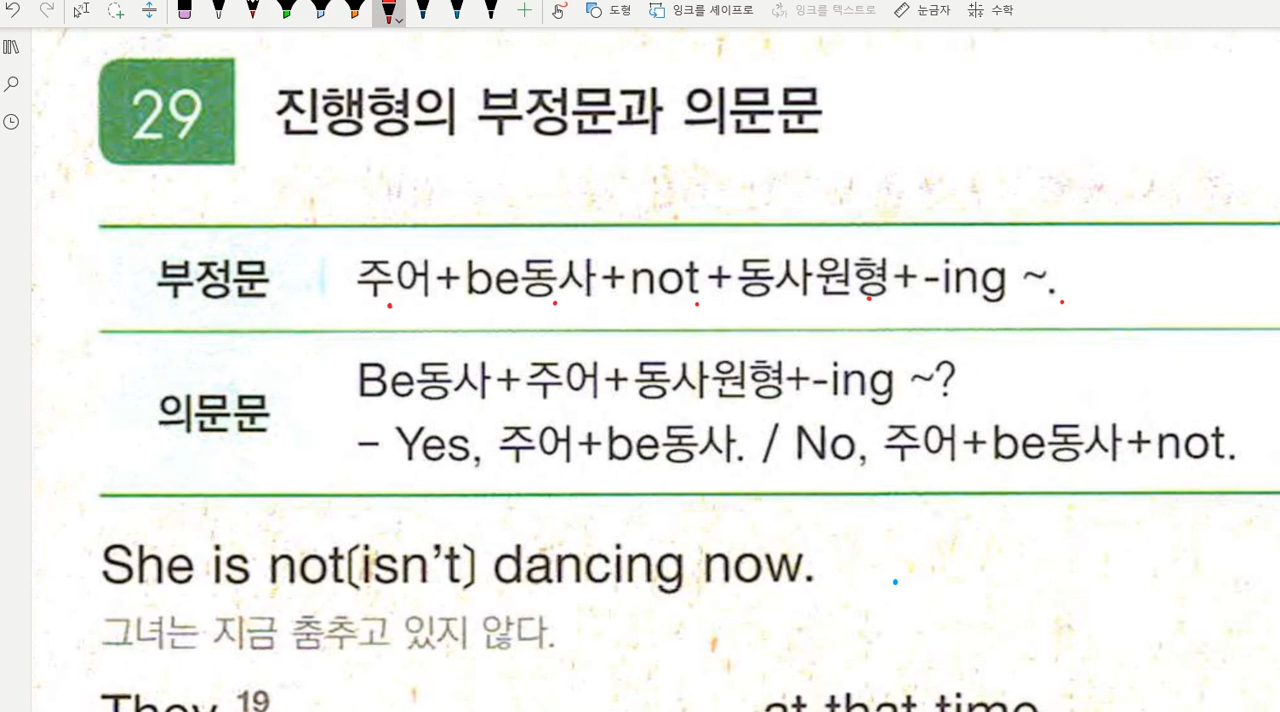 도형 잉크를 셰이프로 잉크를 텍스트로 눈금자 수학
29 진행형의 부정문과 의문문
부정문 주어+be동사+not+동사원형+-ing ~.
의문문 Be동사+주어+동사원형+-ing ~?
– Yes, 주어+be동사. / No, 주어+be동사+not.
She is not(isn't) dancing now.
그녀는 지금 춤추고 있지 않다.
They 19 at that time